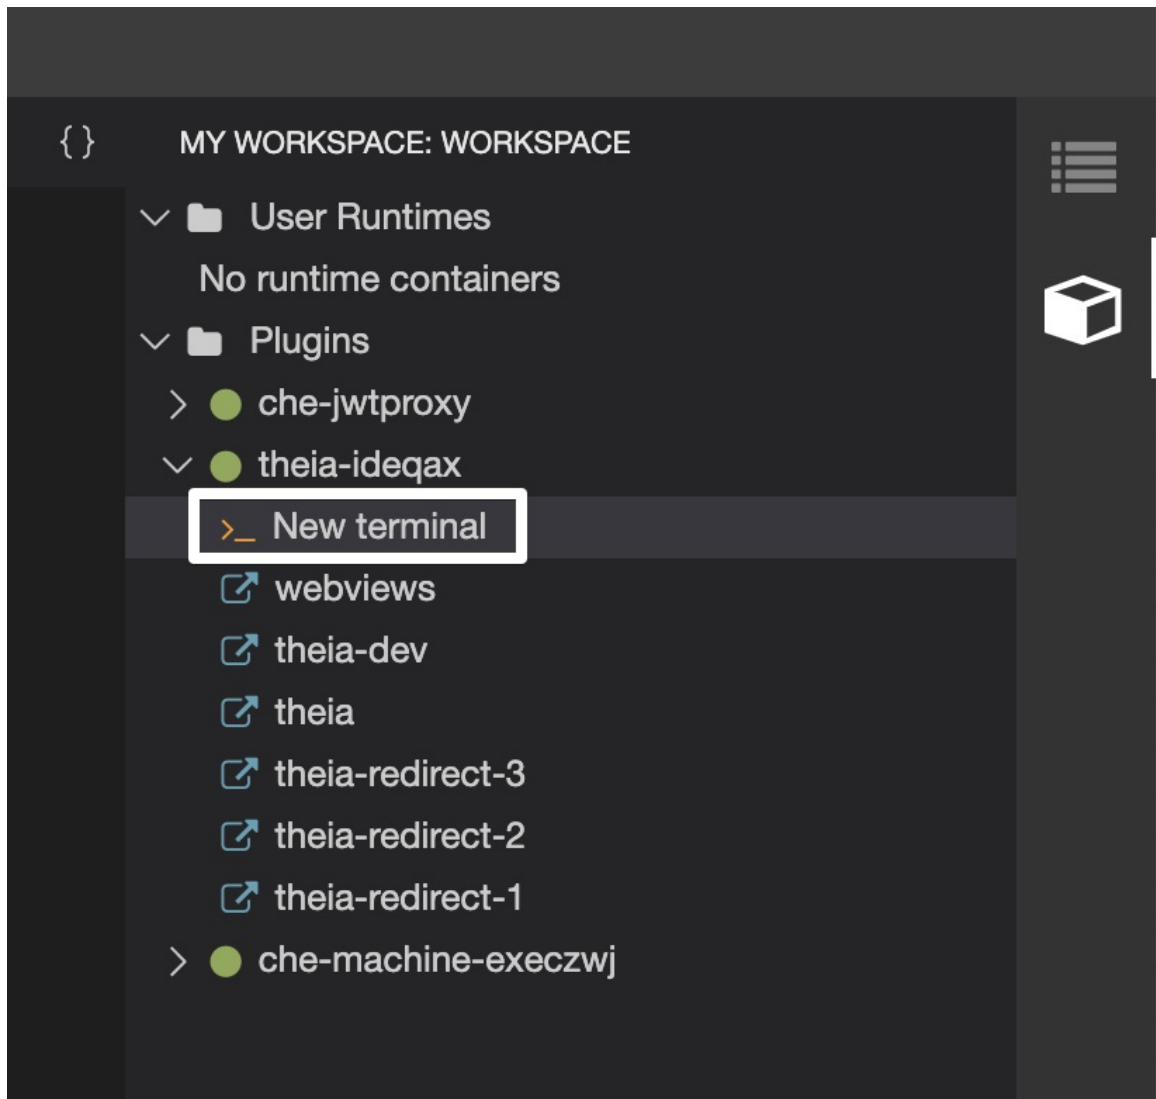 {} MY WORKSPACE: WORKSPACE
User Runtimes
No runtime containers
Plugins
che-jwtproxy
theia-ideqax
>_ New terminal
webviews
theia-dev
theia
theia-redirect-3
theia-redirect-2
theia-redirect-1
che-machine-execzwj